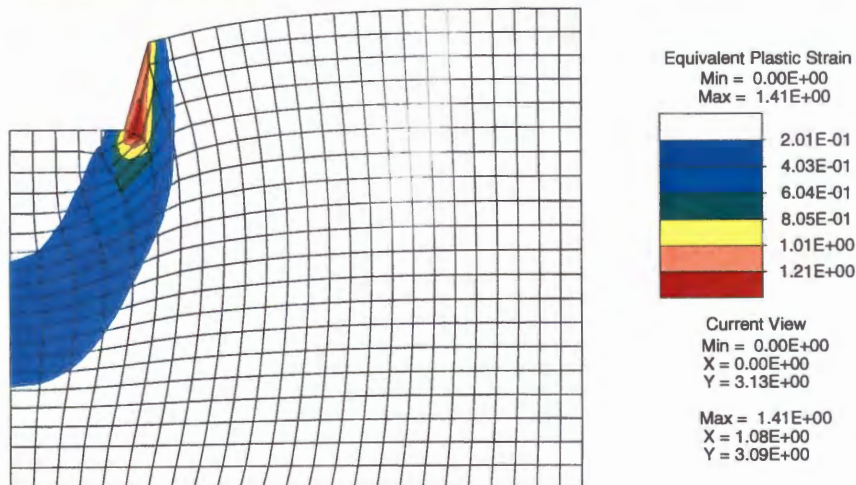 Equivalent Plastic Strain
Min = 0.00E+00
Max = 1.41E+00
2.01E-01
4.03E-01
6.04E-01
8.05E-01
1.01E+00
1.21E+00
Current View
Min = 0.00E+00
X = 0.00E+00
Y = 3.13E+00
Max = 1.41E+00
X = 1.08E+00
Y = 3.09E+00